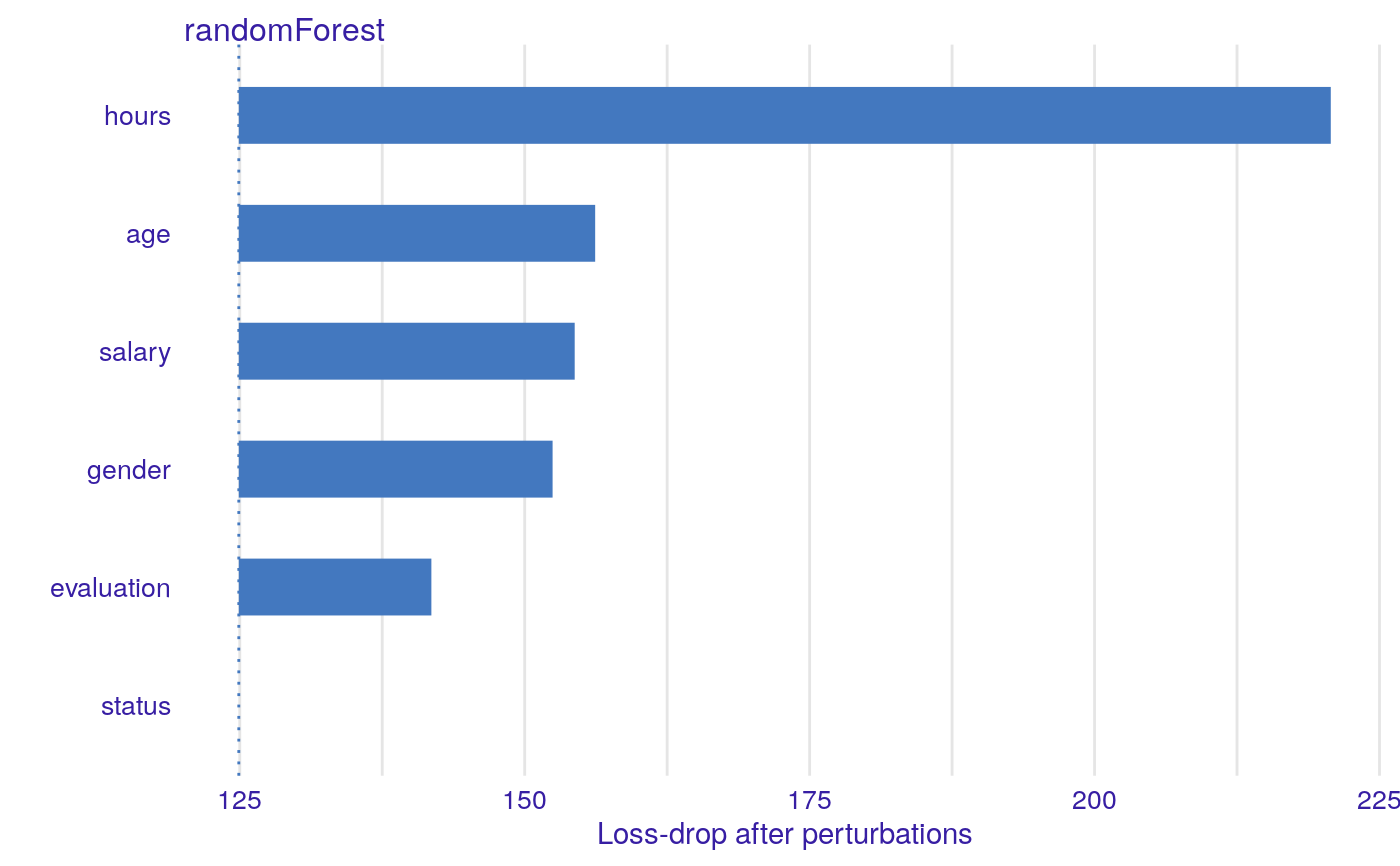 randomForest
hours
age
salary
gender
evaluation
status
125 150 175 200 225
Loss-drop after perturbations